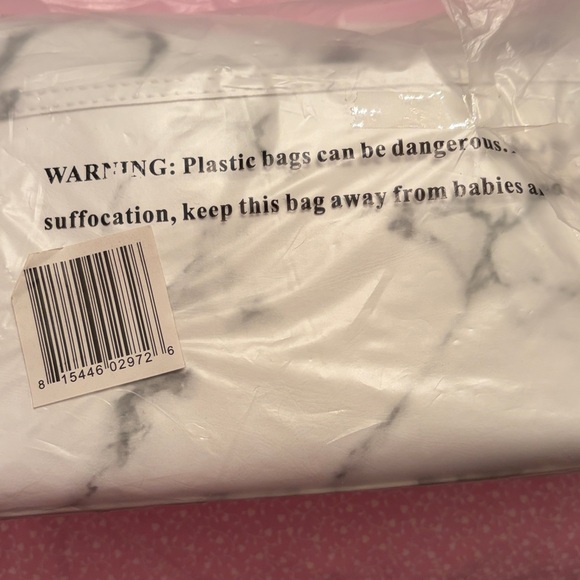 WARNING: Plastic bags can be dangerous.
suffocation, keep this bag away from babies
8 15446 02972 6